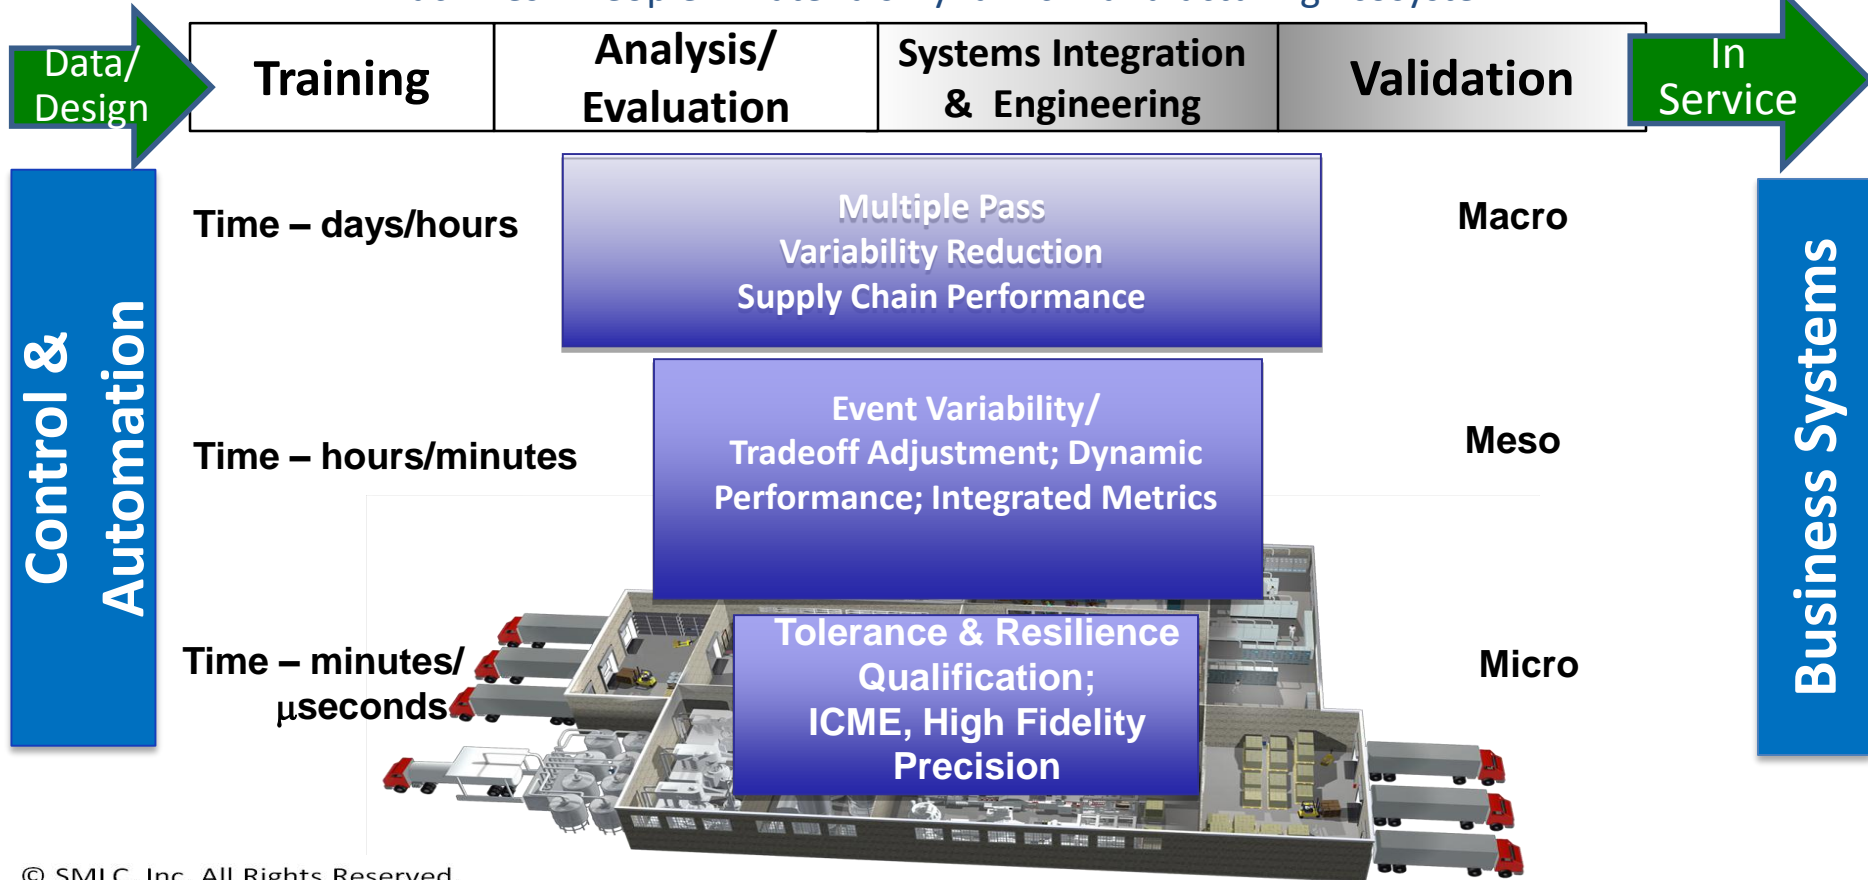 Data/
Design
Training
Analysis/
Evaluation
Systems Integration
& Engineering
Validation
In
Service
Control &
Automation
Time – days/hours
Multiple Pass
Variability Reduction
Supply Chain Performance
Macro
Time – hours/minutes
Event Variability/
Tradeoff Adjustment; Dynamic
Performance; Integrated Metrics
Meso
Time – minutes/
μseconds
Tolerance & Resilience
Qualification;
ICME, High Fidelity
Precision
Micro
Business Systems
© SMLC, Inc. All Rights Reserved.